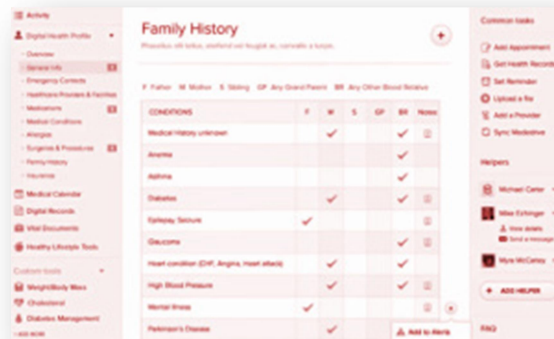 Activity
Digital Health Profile
- Overview
- General Info
- Emergency Contacts
- Healthcare Providers & Facilities
- Medications
- Medical Conditions
- Allergies
- Surgeries & Procedures
- Family History
- Insurance
Medical Calendar
Digital Records
Vital Documents
Healthy Lifestyle Tools
Custom tools
Weight/Body Mass
Cholesterol
Diabetes Management
+ ADD MORE
Family History
F Father M Mother S Sibling GP Any Grand Parent BR Any Other Blood Relative
CONDITIONS F M S GP BR Notes
Medical History unknown
Anemia
Asthma
Diabetes
Epilepsy, Seizure
Glaucoma
Heart condition (CHF, Angina, Heart attack)
High Blood Pressure
Mental Illness
Parkinson's Disease
Add to Alerts
Common tasks
Add Appointment
Get Health Records
Set Reminder
Upload a file
Add a Provider
Sync
Helpers
Michael Carter
Mike
View details
Send a message
Myra McCartey
+ ADD HELPER
FAQ